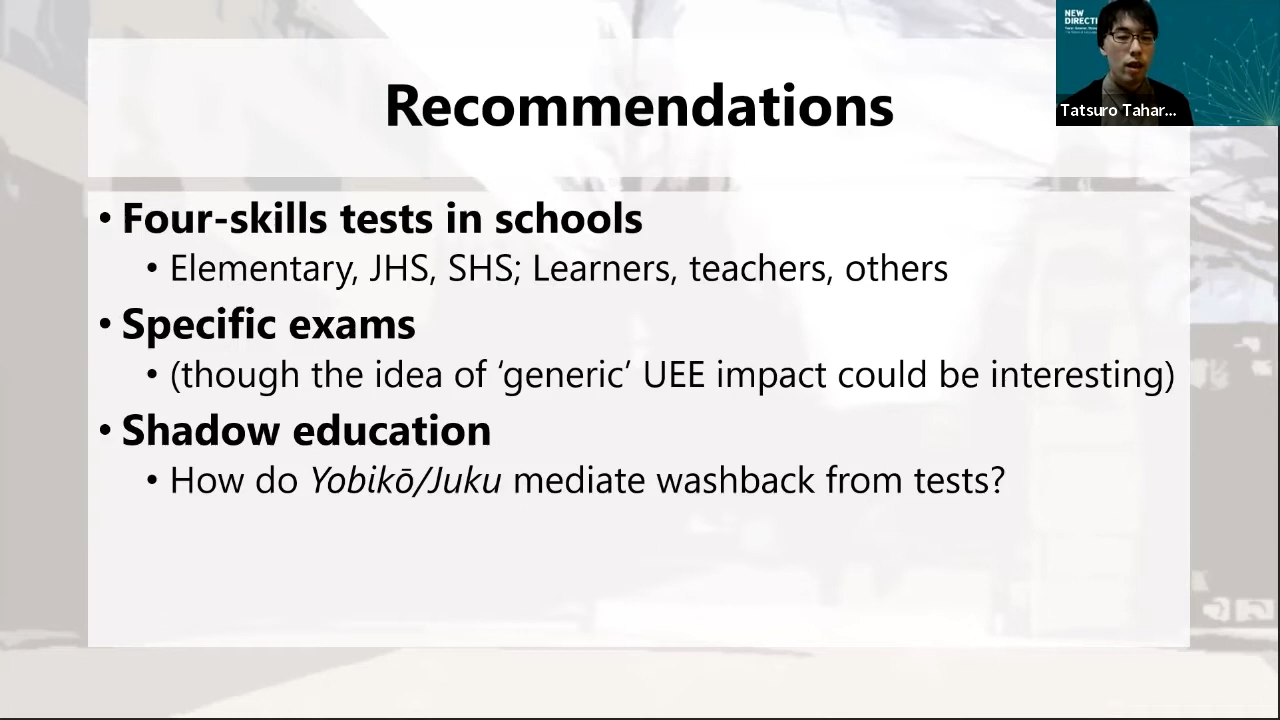 NEW
DIRECTI
Tatsuro Tahar...
Recommendations
• Four-skills tests in schools
• Elementary, JHS, SHS; Learners, teachers, others
• Specific exams
• (though the idea of ‘generic’ UEE impact could be interesting)
• Shadow education
• How do Yobikō/Juku mediate washback from tests?